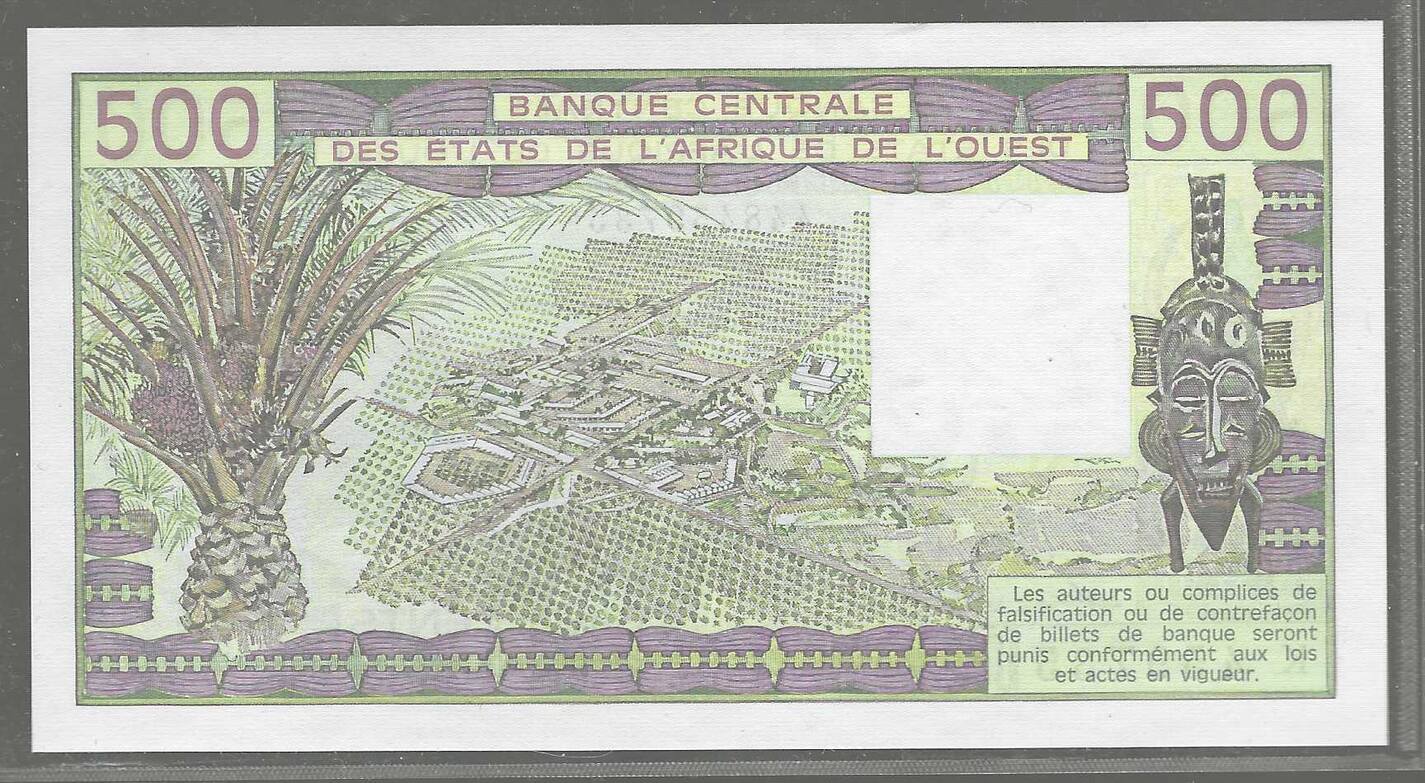 500
BANQUE CENTRALE
500
DES ÉTATS DE L'AFRIQUE DE L'OUEST
Les auteurs ou complices de
falsification ou de contrefaçon
de billets de banque seront
punis conformément aux lois
et actes en vigueur.